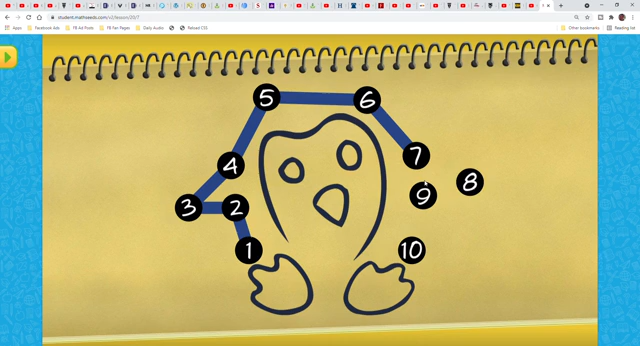 student.mathseeds.com/v2/lesson/20/7
Apps
Facebook Ads
FB Ad Posts
FB Fan Pages
Daily Audio
Reload CSS
Other bookmarks
Reading list
5
6
7
4
8
9
3
2
1
10